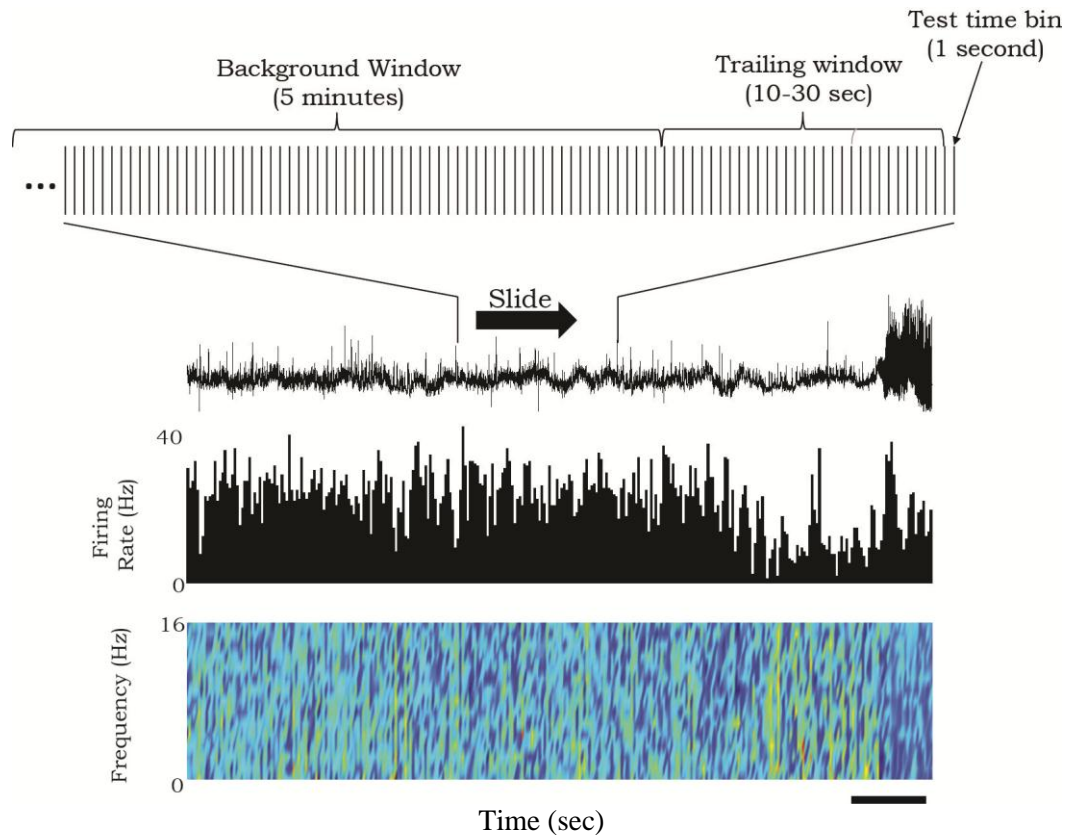 Test time bin
(1 second)
Background Window
(5 minutes)
Trailing window
(10-30 sec)
...
Slide
40
Firing
Rate (Hz)
0
16
Frequency (Hz)
0
Time (sec)